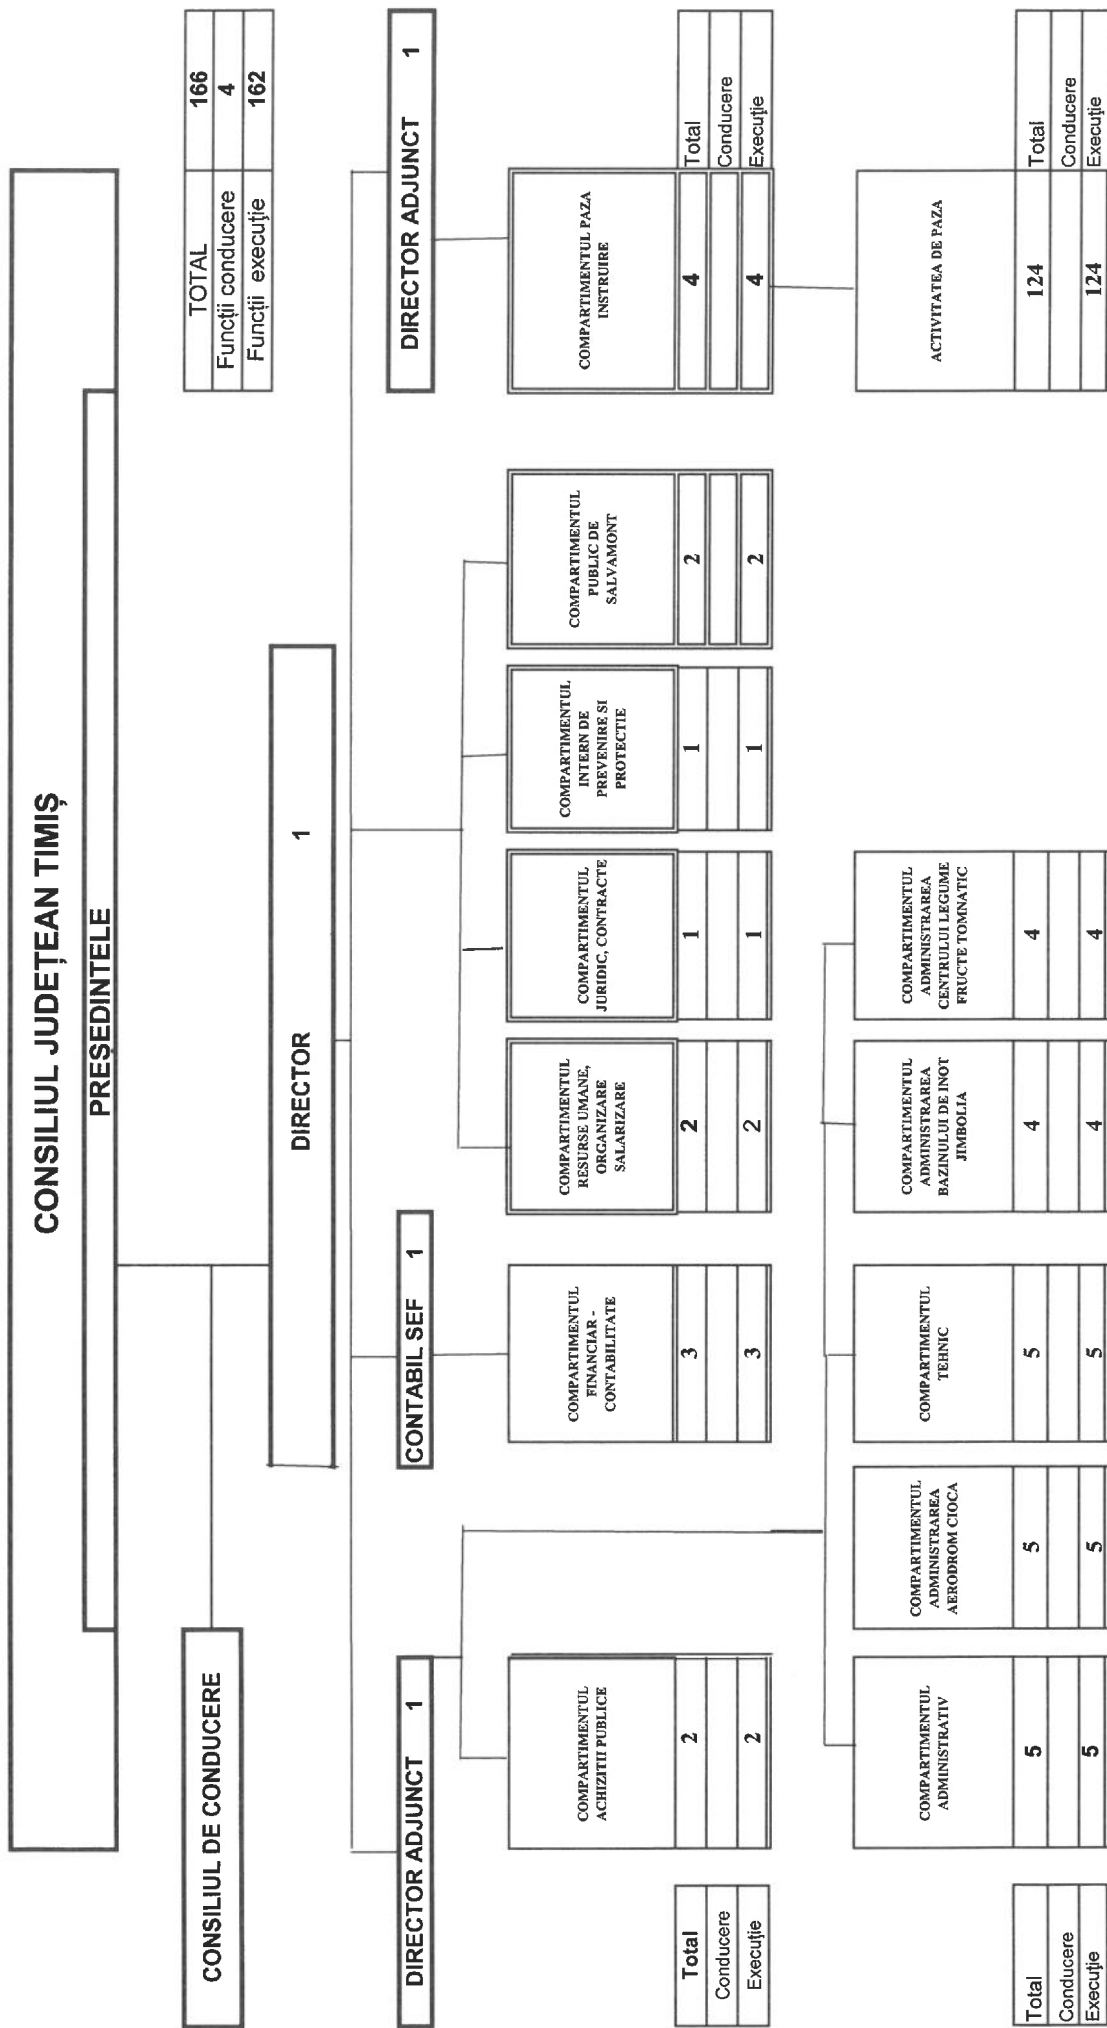 CONSILIUL JUDEȚEAN TIMIȘ
PREȘEDINTELE
CONSILIUL DE CONDUCERE
TOTAL 166
Funcții conducere 4
Funcții execuție 162
DIRECTOR 1
DIRECTOR ADJUNCT 1
CONTABIL SEF 1
DIRECTOR ADJUNCT 1
COMPARTIMENTUL
ACHIZITII PUBLICE
COMPARTIMENTUL
FINANCIAR -
CONTABILITATE
COMPARTIMENTUL
RESURSE UMANE,
ORGANIZARE
SALARIZARE
COMPARTIMENTUL
JURIDIC, CONTRACTE
COMPARTIMENTUL
INTERN DE
PREVENIRE SI
PROTECTIE
COMPARTIMENTUL
PUBLIC DE
SALVAMONT
COMPARTIMENTUL PAZA
INSTRUIRE
Total 2 3 2 1 1 2 4 Total
Conducere Conducere
Execuție 2 3 2 1 1 2 4 Execuție
COMPARTIMENTUL
ADMINISTRATIV
COMPARTIMENTUL
ADMINISTRAREA
AERODROM CIOCA
COMPARTIMENTUL
TEHNIC
COMPARTIMENTUL
ADMINISTRAREA
BAZINULUI DE INOT
JIMBOLIA
COMPARTIMENTUL
ADMINISTRAREA
CENTRULUI LEGUME
FRUCTE TOMNATIC
ACTIVITATEA DE PAZA
Total 5 5 5 4 4 124 Total
Conducere Conducere
Execuție 5 5 5 4 4 124 Execuție